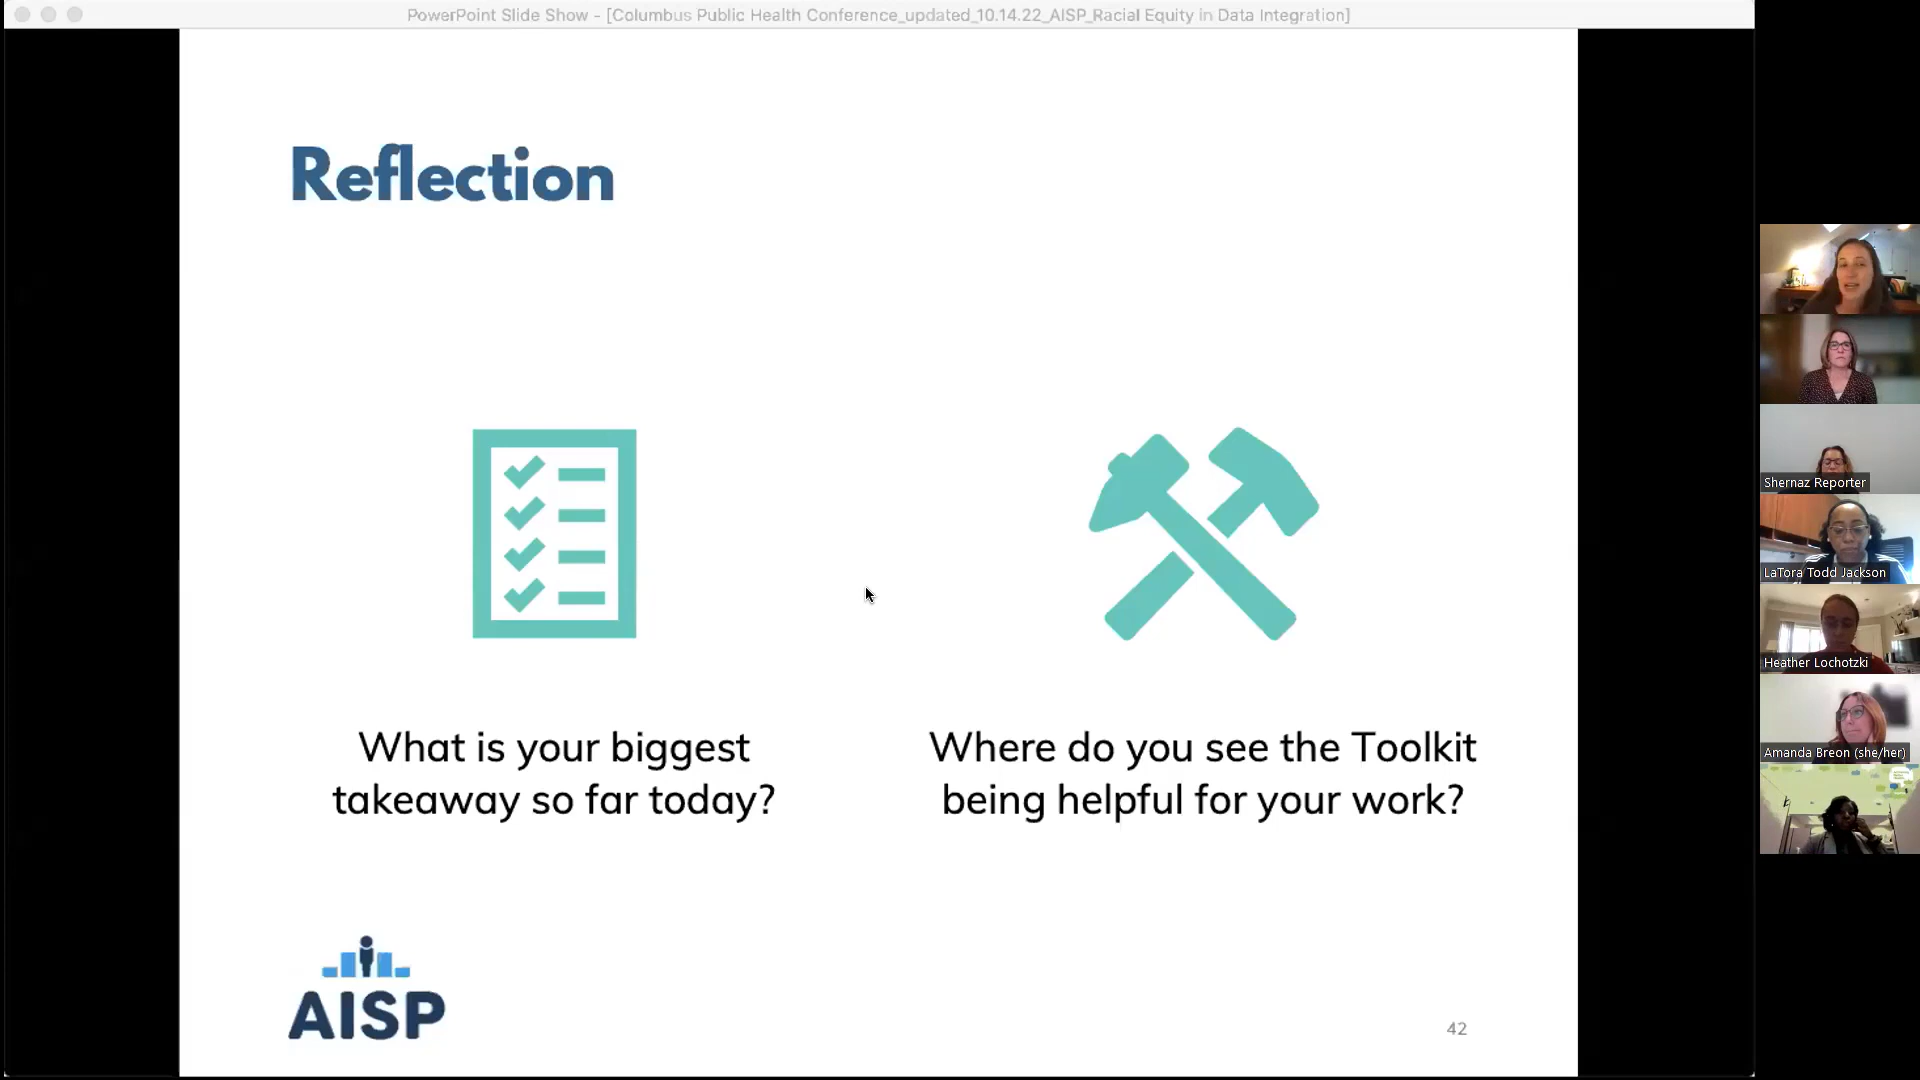 PowerPoint Slide Show - [Columbus Public Health Conference_updated_10.14.22_AISP_Racial Equity in Data Integration]
Reflection
What is your biggest
takeaway so far today?
Where do you see the Toolkit
being helpful for your work?
AISP
42
Shernaz Reporter
LaTora Todd Jackson
Heather Lochotzki
Amanda Breon (she/her)